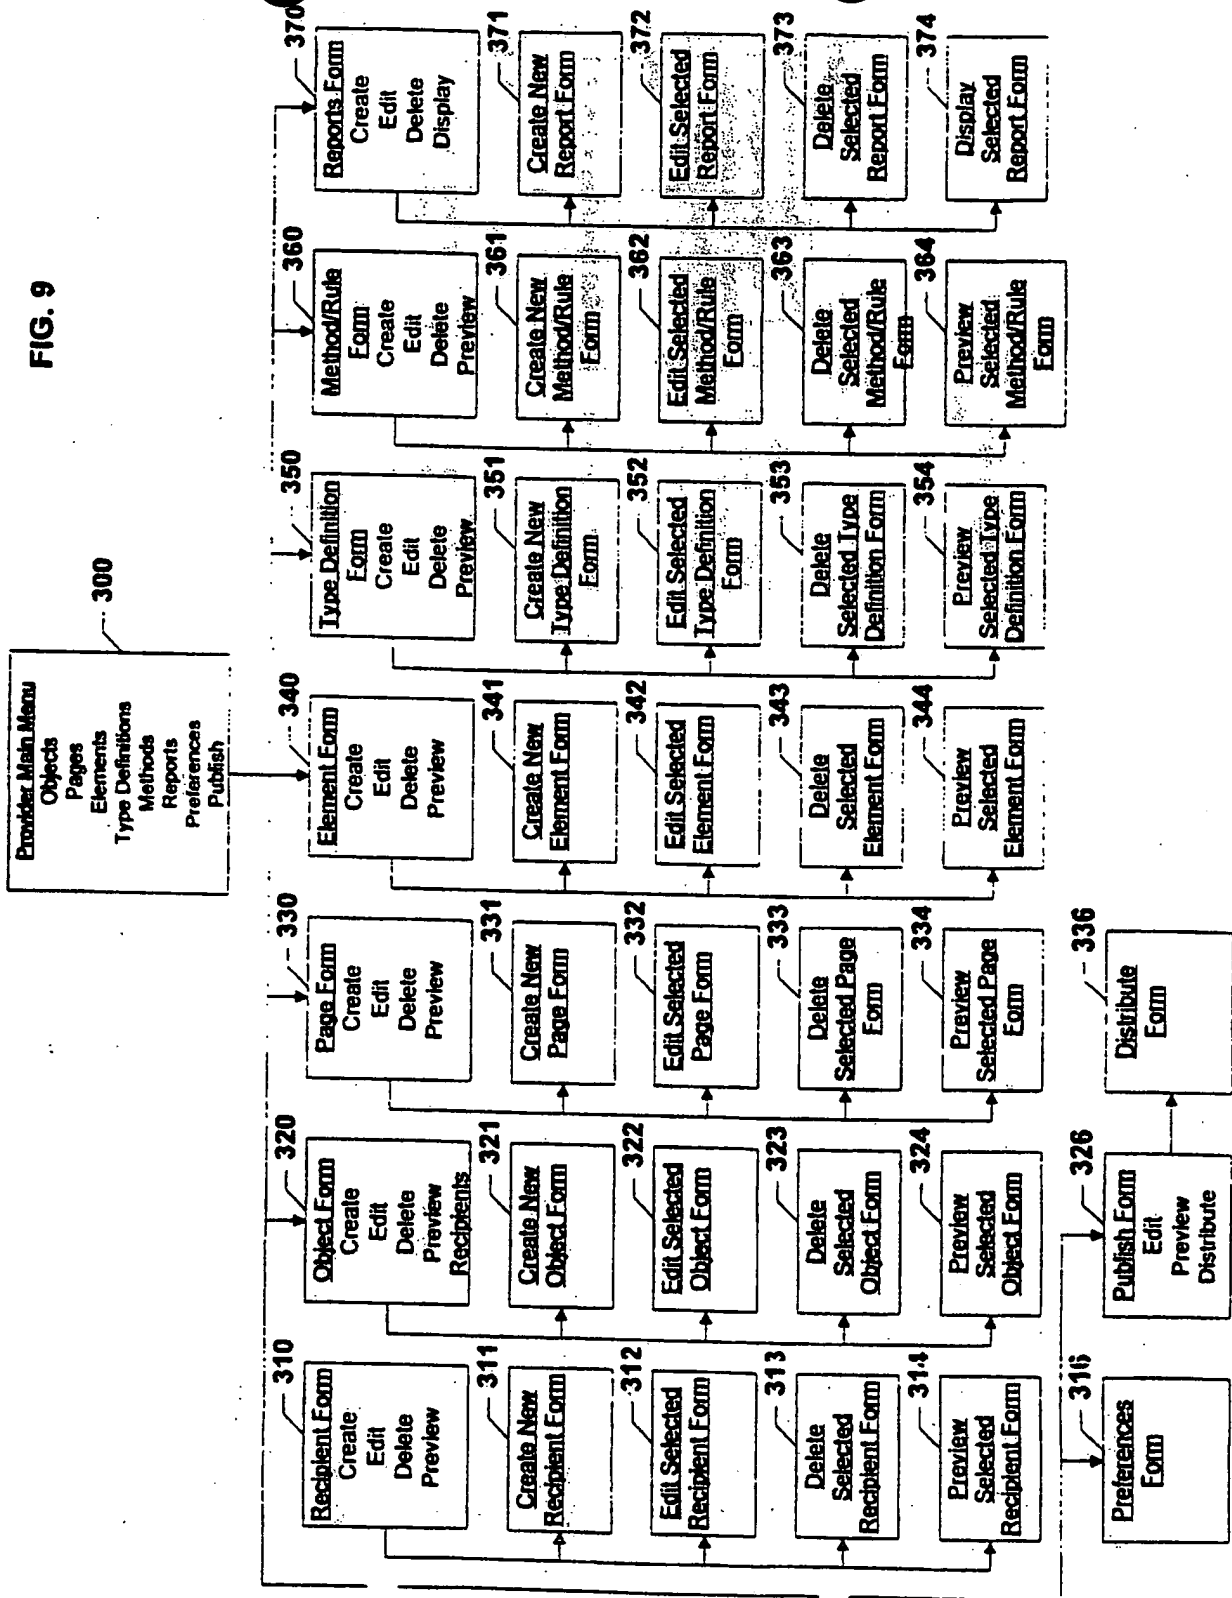 FIG. 9
300
Provider Main Menu
Objects
Pages
Elements
Type Definitions
Methods
Reports
Preferences
Publish
310
Recipient Form
Create
Edit
Delete
Preview
320
Object Form
Create
Edit
Delete
Preview
Recipients
330
Page Form
Create
Edit
Delete
Preview
340
Element Form
Create
Edit
Delete
Preview
350
Type Definition
Form
Create
Edit
Delete
Preview
360
Method/Rule
Form
Create
Edit
Delete
Preview
370
Reports Form
Create
Edit
Delete
Display
311
Create New
Recipient Form
321
Create New
Object Form
331
Create New
Page Form
341
Create New
Element Form
351
Create New
Type Definition
Form
361
Create New
Method/Rule
Form
371
Create New
Report Form
312
Edit Selected
Recipient Form
322
Edit Selected
Object Form
332
Edit Selected
Page Form
342
Edit Selected
Element Form
352
Edit Selected
Type Definition
Form
362
Edit Selected
Method/Rule
Form
372
Edit Selected
Report Form
313
Delete
Selected
Recipient Form
323
Delete
Selected
Object Form
333
Delete
Selected Page
Form
343
Delete
Selected
Element Form
353
Delete
Selected Type
Definition Form
363
Delete
Selected
Method/Rule
Form
373
Delete
Selected
Report Form
314
Preview
Selected
Recipient Form
324
Preview
Selected
Object Form
334
Preview
Selected Page
Form
344
Preview
Selected
Element Form
354
Preview
Selected Type
Definition Form
364
Preview
Selected
Method/Rule
Form
374
Display
Selected
Report Form
316
Preferences
Form
326
Publish Form
Edit
Preview
Distribute
336
Distribute
Form